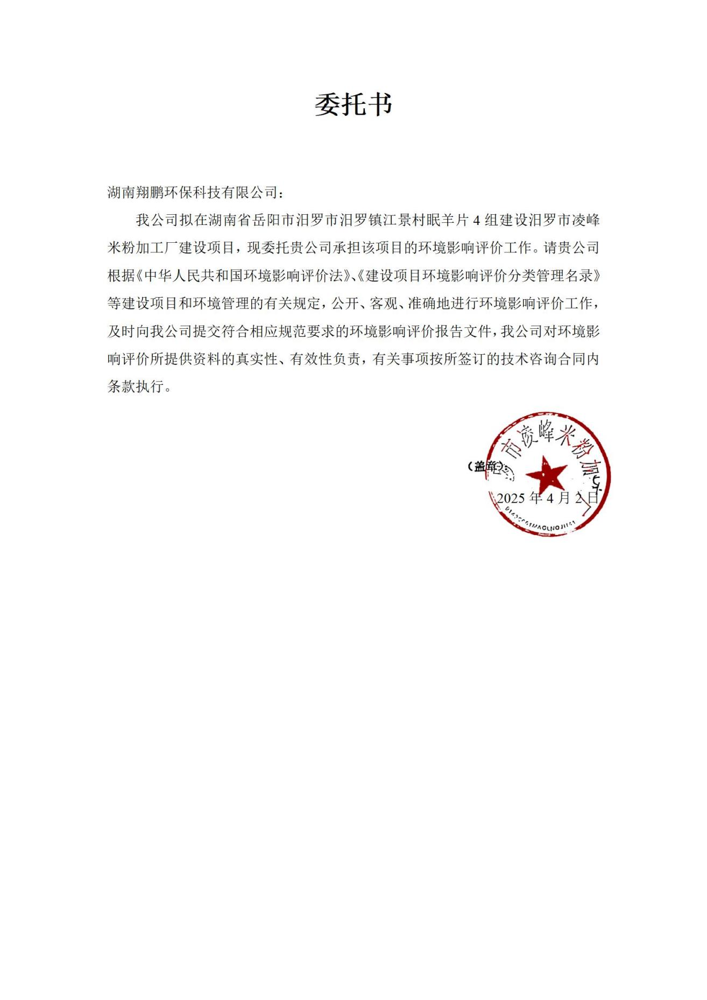 委托书
湖南翔鹏环保科技有限公司：
我公司拟在湖南省岳阳市汨罗市汨罗镇江景村眠羊片 4 组建设汨罗市凌峰
米粉加工厂建设项目，现委托贵公司承担该项目的环境影响评价工作。请贵公司
根据《中华人民共和国环境影响评价法》、《建设项目环境影响评价分类管理名录》
等建设项目和环境管理的有关规定，公开、客观、准确地进行环境影响评价工作，
及时向我公司提交符合相应规范要求的环境影响评价报告文件，我公司对环境影
响评价所提供资料的真实性、有效性负责，有关事项按所签订的技术咨询合同内
条款执行。
市凌峰米粉加
厂
（盖章）：
2025 年 4 月 2 日